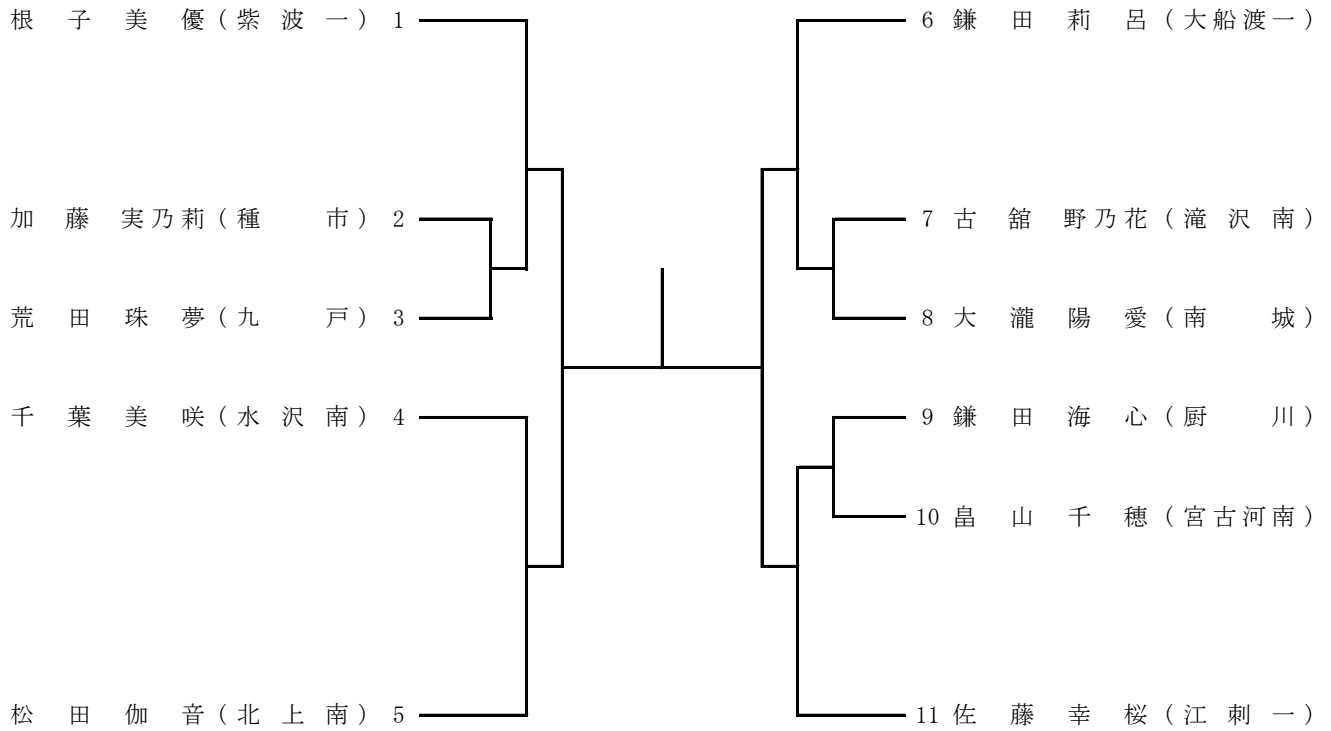 根子美優(紫波一) 1
加藤実乃莉(種市) 2
荒田珠夢(九戸) 3
千葉美咲(水沢南) 4
松田伽音(北上南) 5
6 鎌田莉呂(大船渡一)
7 古舘野乃花(滝沢南)
8 大瀧陽愛(南城)
9 鎌田海心(厨川)
10 畠山千穂(宮古河南)
11 佐藤幸桜(江刺一)